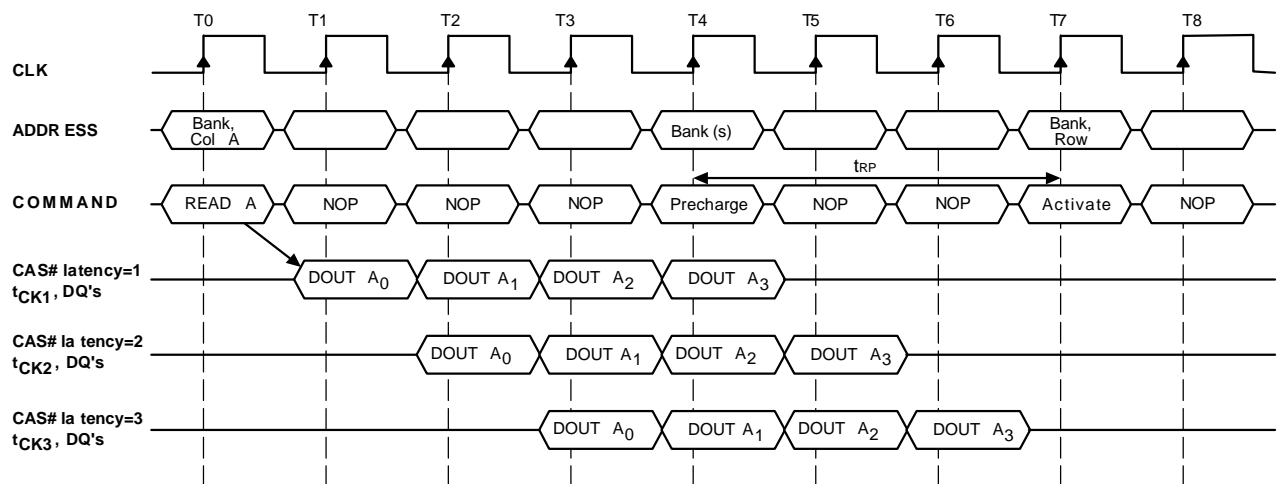 T0 T1 T2 T3 T4 T5 T6 T7 T8
CLK
ADDR ESS
Bank,
Col A
Bank (s)
Bank,
Row
tRP
COMMAND
READ A NOP NOP NOP Precharge NOP NOP Activate NOP
CAS# latency=1
tCK1, DQ's
DOUT A0 DOUT A1 DOUT A2 DOUT A3
CAS# la tency=2
tCK2, DQ's
DOUT A0 DOUT A1 DOUT A2 DOUT A3
CAS# la tency=3
tCK3, DQ's
DOUT A0 DOUT A1 DOUT A2 DOUT A3